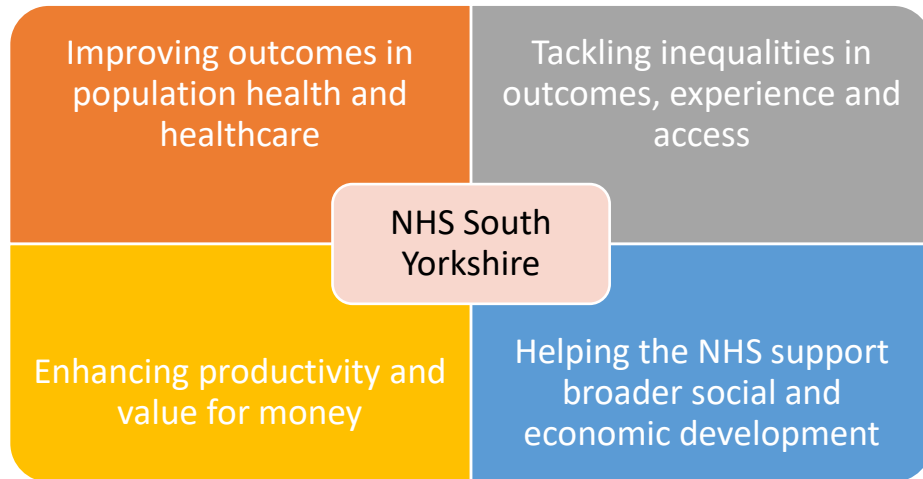 Improving outcomes in
population health and
healthcare
Tackling inequalities in
outcomes, experience and
access
NHS South
Yorkshire
Enhancing productivity and
value for money
Helping the NHS support
broader social and
economic development